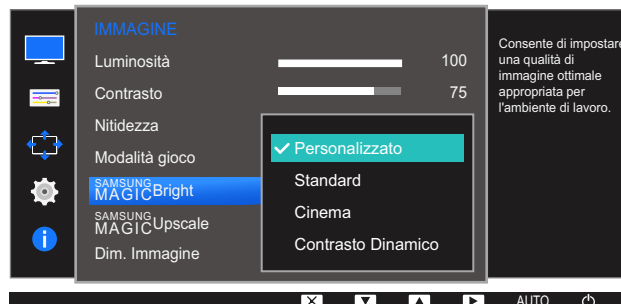 IMMAGINE
Luminosità 100
Contrasto 75
Nitidezza
Modalità gioco
SAMSUNG
MAGICBright
SAMSUNG
MAGICUpscale
Dim. Immagine
Personalizzato
Standard
Cinema
Contrasto Dinamico
Consente di impostare
una qualità di
immagine ottimale
appropriata per
l'ambiente di lavoro.
AUTO